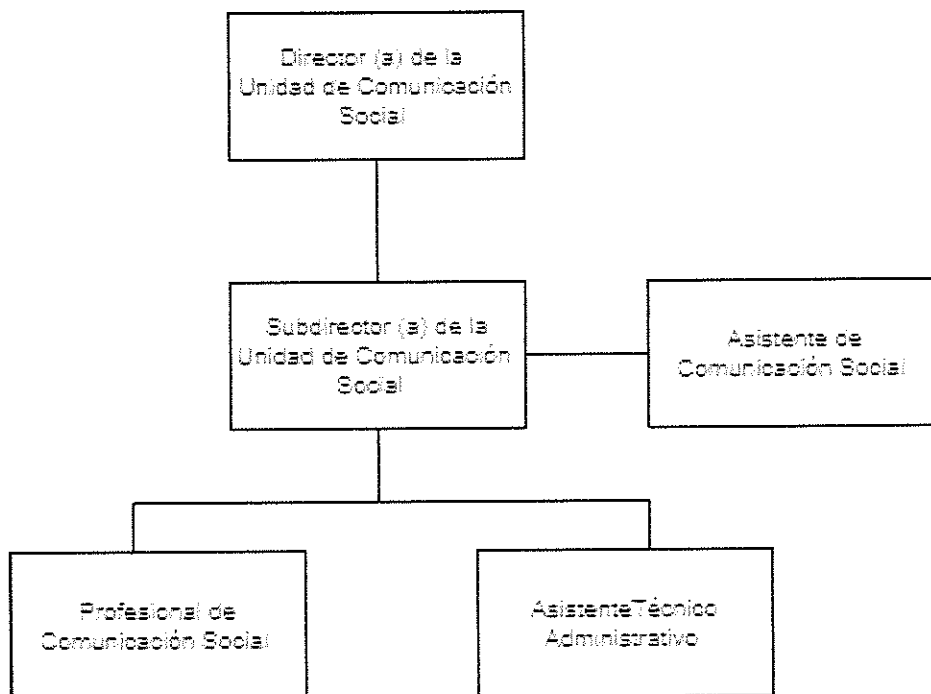 Director (a) de la
Unidad de Comunicación
Social
Subdirector (a) de la
Unidad de Comunicación
Social
Asistente de
Comunicación Social
Profesional de
Comunicación Social
AsistenteTécnico
Administrativo